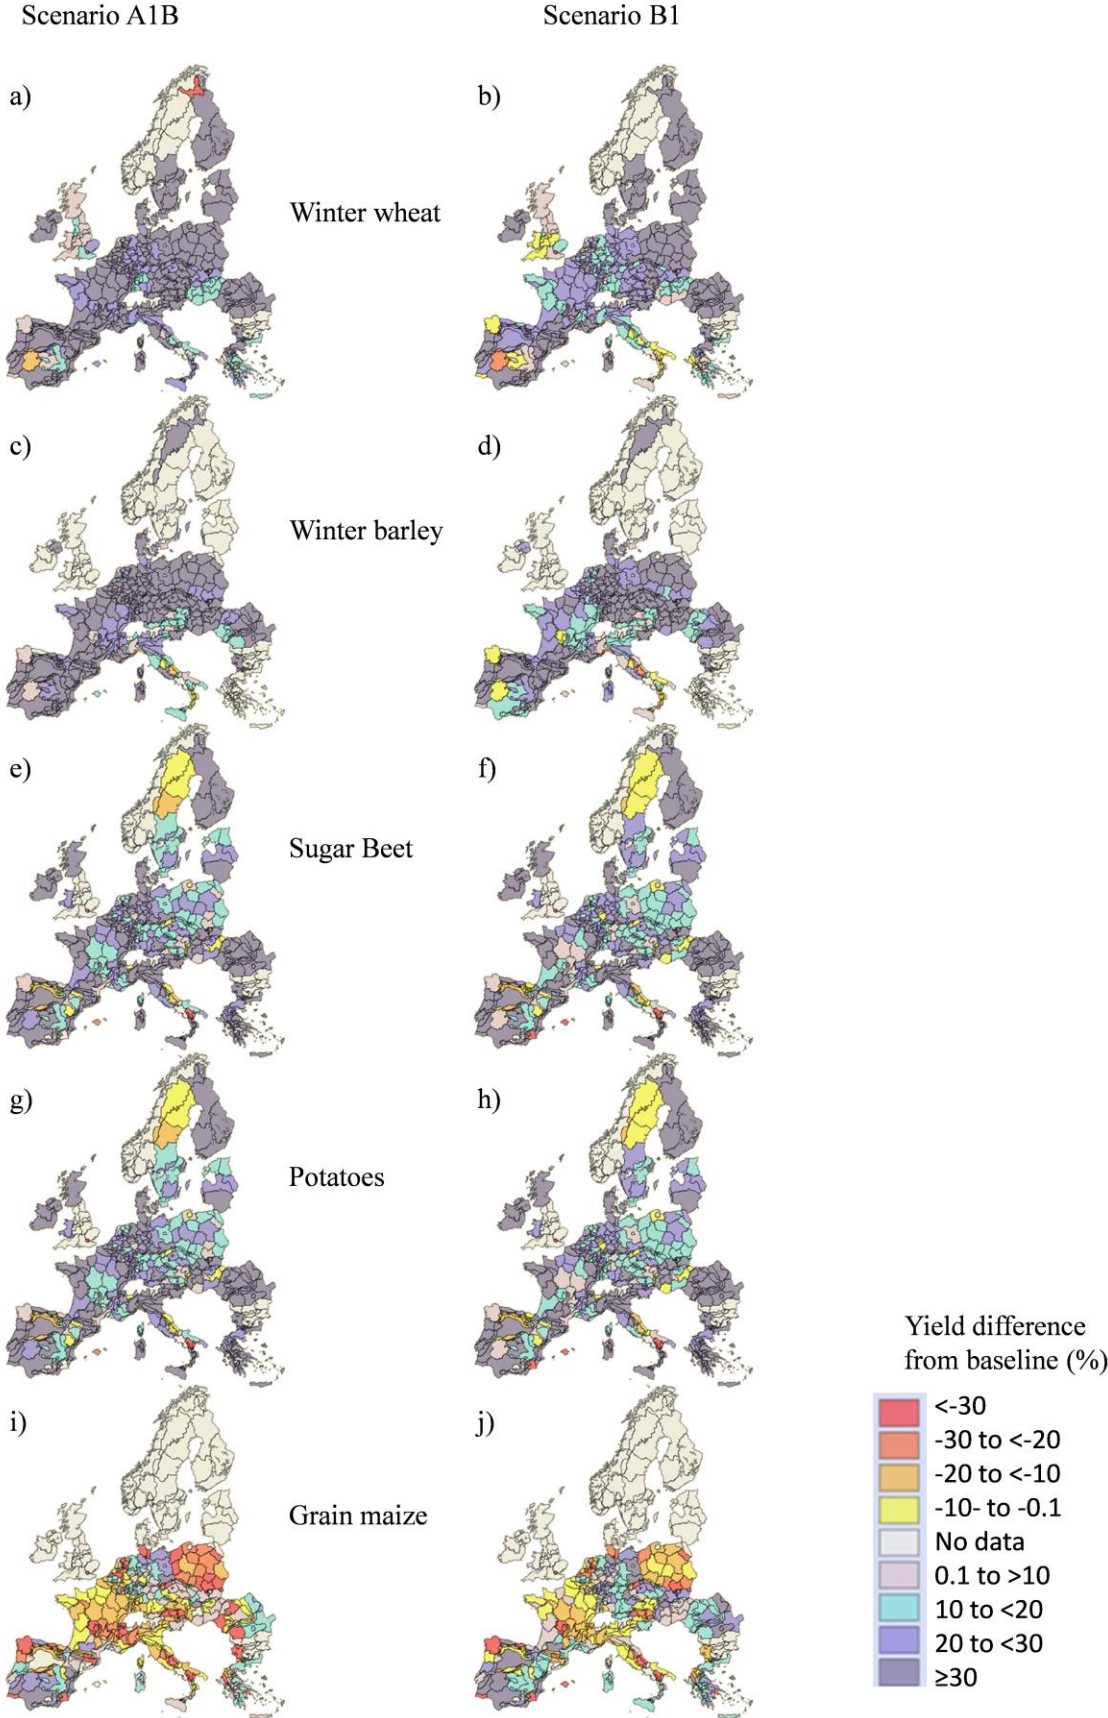 Scenario A1B
Scenario B1
a)
b)
Winter wheat
c)
d)
Winter barley
e)
f)
Sugar Beet
g)
h)
Potatoes
i)
j)
Grain maize
Yield difference
from baseline (%)
<-30
-30 to <-20
-20 to <-10
-10- to -0.1
No data
0.1 to >10
10 to <20
20 to <30
≥30